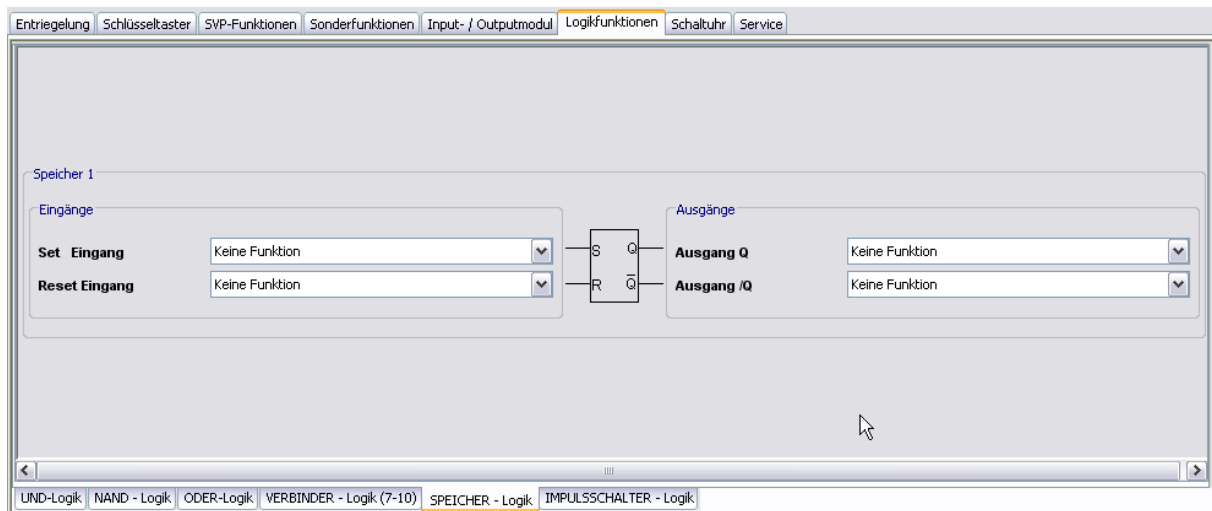 Entriegelung Schlüsseltaster SVP-Funktionen Sonderfunktionen Input- / Outputmodul Logikfunktionen Schaltuhr Service
Speicher 1
Eingänge
Set Eingang Keine Funktion
Reset Eingang Keine Funktion
S Q
R Q̅
Ausgänge
Ausgang Q Keine Funktion
Ausgang /Q Keine Funktion
UND-Logik NAND - Logik ODER-Logik VERBINDER - Logik (7-10) SPEICHER - Logik IMPULSSCHALTER - Logik